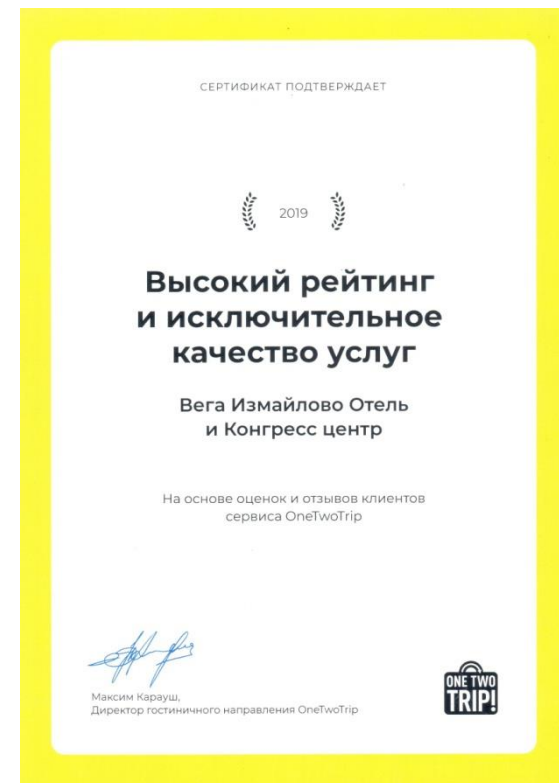 СЕРТИФИКАТ ПОДТВЕРЖДАЕТ
2019
Высокий рейтинг
и исключительное
качество услуг
Вега Измайлово Отель
и Конгресс центр
На основе оценок и отзывов клиентов
сервиса OneTwoTrip
Максим Карауш,
Директор гостиничного направления OneTwoTrip
ONE TWO
TRIP!